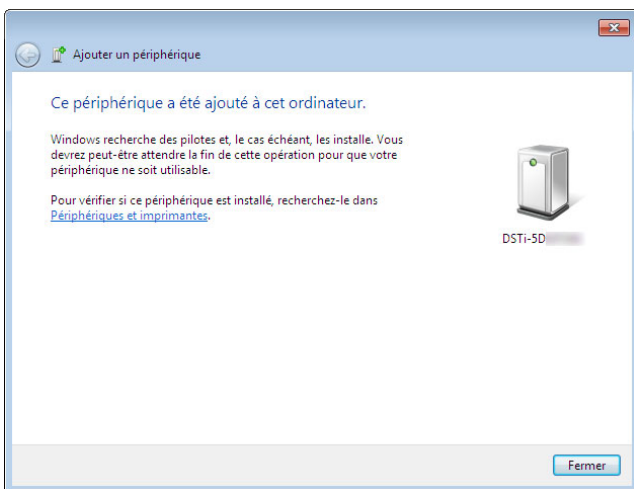 Ajouter un périphérique
Ce périphérique a été ajouté à cet ordinateur.
Windows recherche des pilotes et, le cas échéant, les installe. Vous
devrez peut-être attendre la fin de cette opération pour que votre
périphérique ne soit utilisable.
Pour vérifier si ce périphérique est installé, recherchez-le dans
Périphériques et imprimantes.
DSTi-5D
Fermer